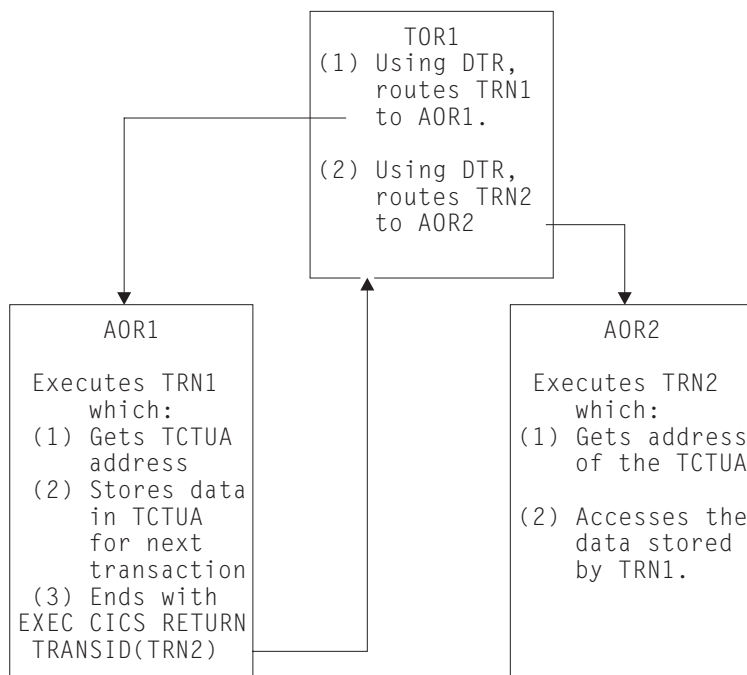 TOR1
(1) Using DTR,
routes TRN1
to AOR1.
(2) Using DTR,
routes TRN2
to AOR2
AOR1
Executes TRN1
which:
(1) Gets TCTUA
address
(2) Stores data
in TCTUA
for next
transaction
(3) Ends with
EXEC CICS RETURN
TRANSID(TRN2)
AOR2
Executes TRN2
which:
(1) Gets address
of the TCTUA
(2) Accesses the
data stored
by TRN1.